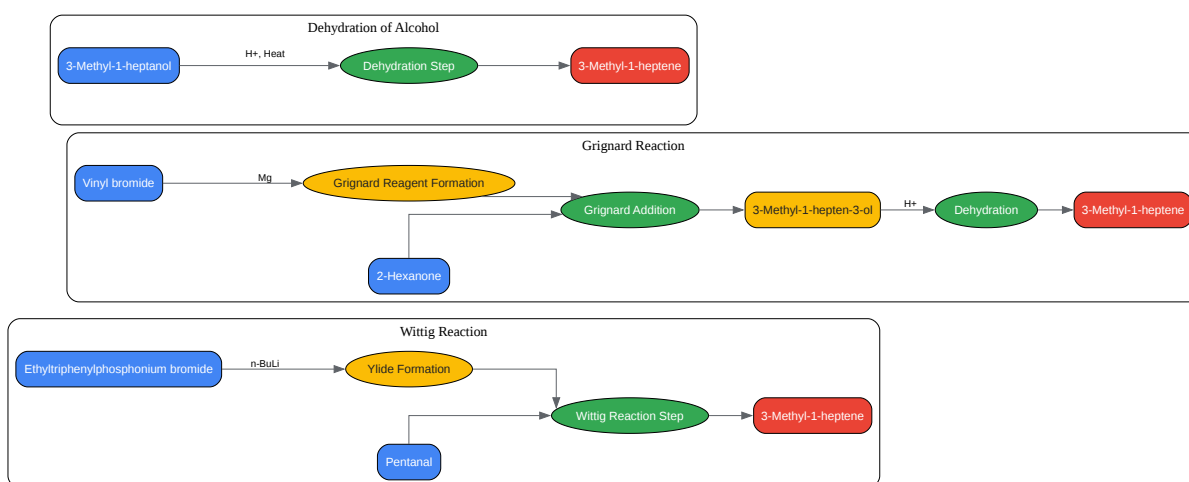 Dehydration of Alcohol
3-Methyl-1-heptanol
H+, Heat
Dehydration Step
3-Methyl-1-heptene
Grignard Reaction
Vinyl bromide
Mg
Grignard Reagent Formation
Grignard Addition
3-Methyl-1-hepten-3-ol
H+
Dehydration
3-Methyl-1-heptene
2-Hexanone
Wittig Reaction
Ethyltriphenylphosphonium bromide
n-BuLi
Ylide Formation
Wittig Reaction Step
3-Methyl-1-heptene
Pentanal